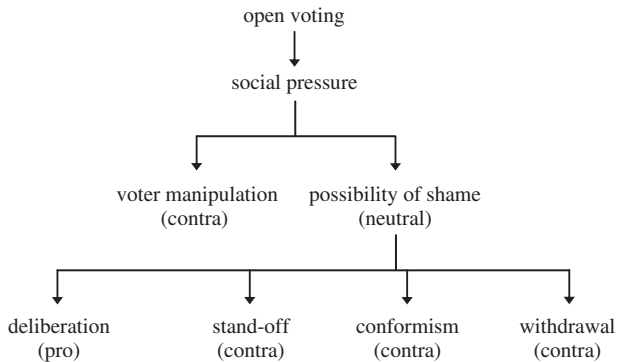 open voting
social pressure
voter manipulation
(contra)
possibility of shame
(neutral)
deliberation
(pro)
stand-off
(contra)
conformism
(contra)
withdrawal
(contra)